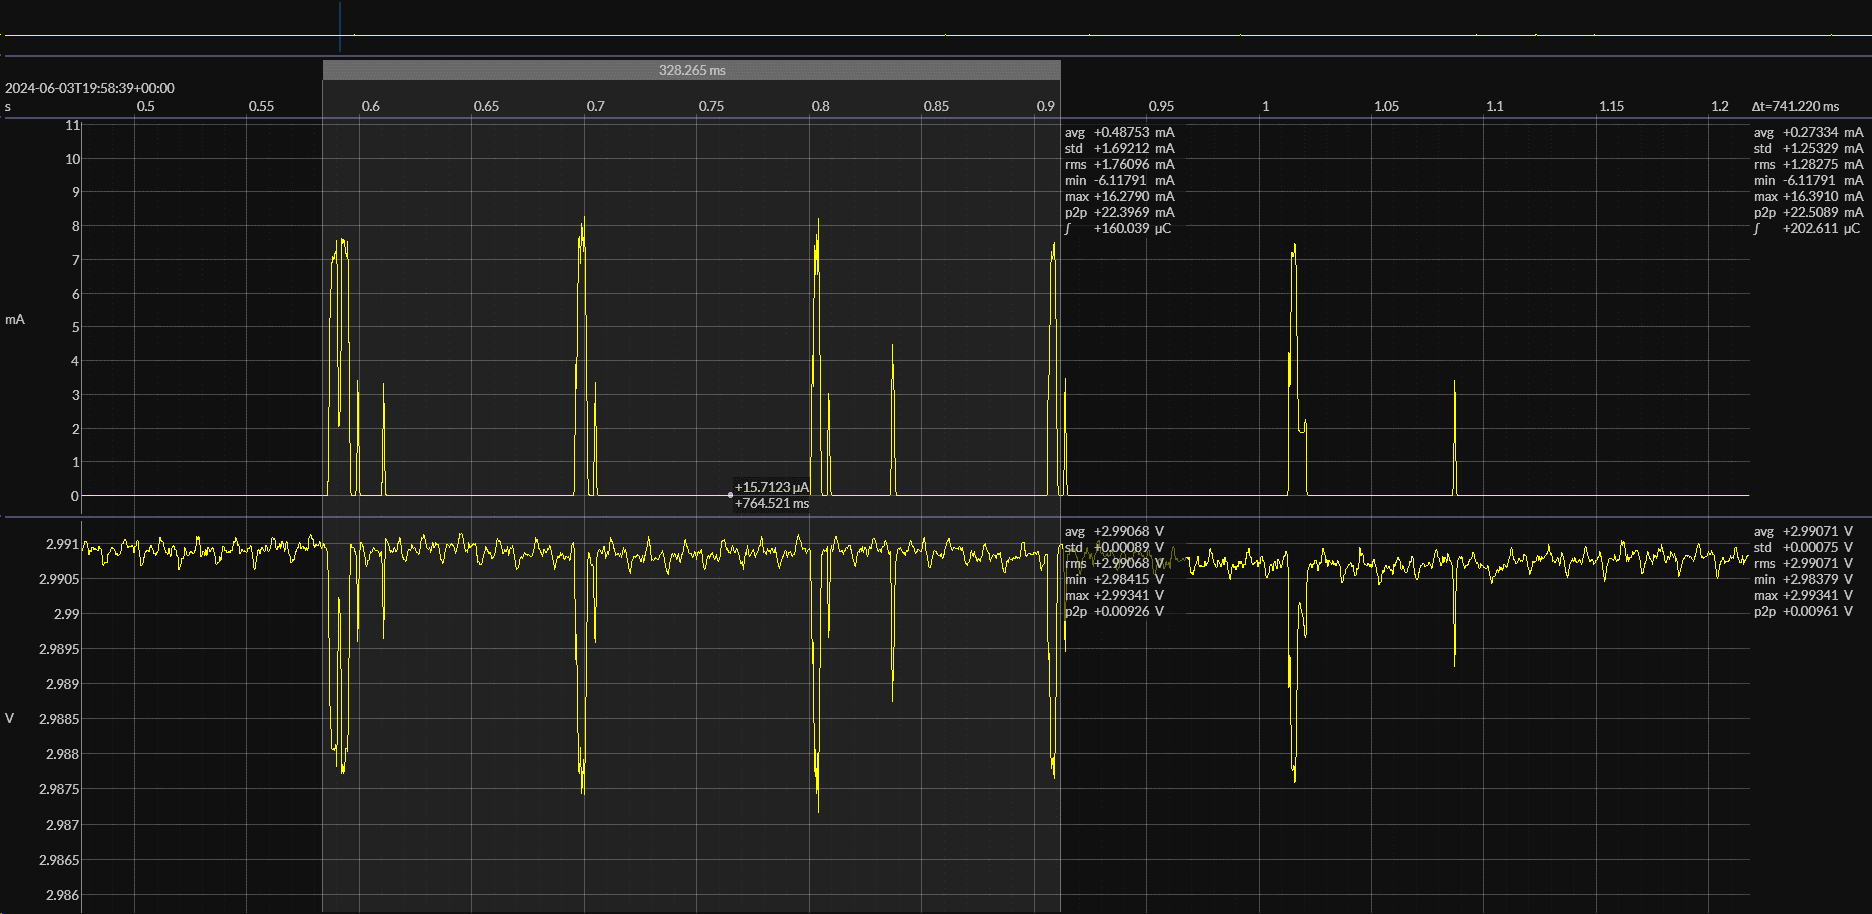 328.265 ms
2024-06-03T19:58:39+00:00
s 0.5 0.55 0.6 0.65 0.7 0.75 0.8 0.85 0.9 0.95 1 1.05 1.1 1.15 1.2 Δt=741.220 ms
11
10
9
8
7
6
5
4
3
2
1
0
mA
avg +0.48753 mA
std +1.69212 mA
rms +1.76096 mA
min -6.11791 mA
max +16.2790 mA
p2p +22.3969 mA
∫ +160.039 µC
avg +0.27334 mA
std +1.25329 mA
rms +1.28275 mA
min -6.11791 mA
max +16.3910 mA
p2p +22.5089 mA
∫ +202.611 µC
+15.7123 µA
+764.521 ms
2.991
2.9905
2.99
2.9895
2.989
2.9885
2.988
2.9875
2.987
2.9865
2.986
V
avg +2.99068 V
std +0.00089 V
rms +2.99068 V
min +2.98415 V
max +2.99341 V
p2p +0.00926 V
avg +2.99071 V
std +0.00075 V
rms +2.99071 V
min +2.98379 V
max +2.99341 V
p2p +0.00961 V